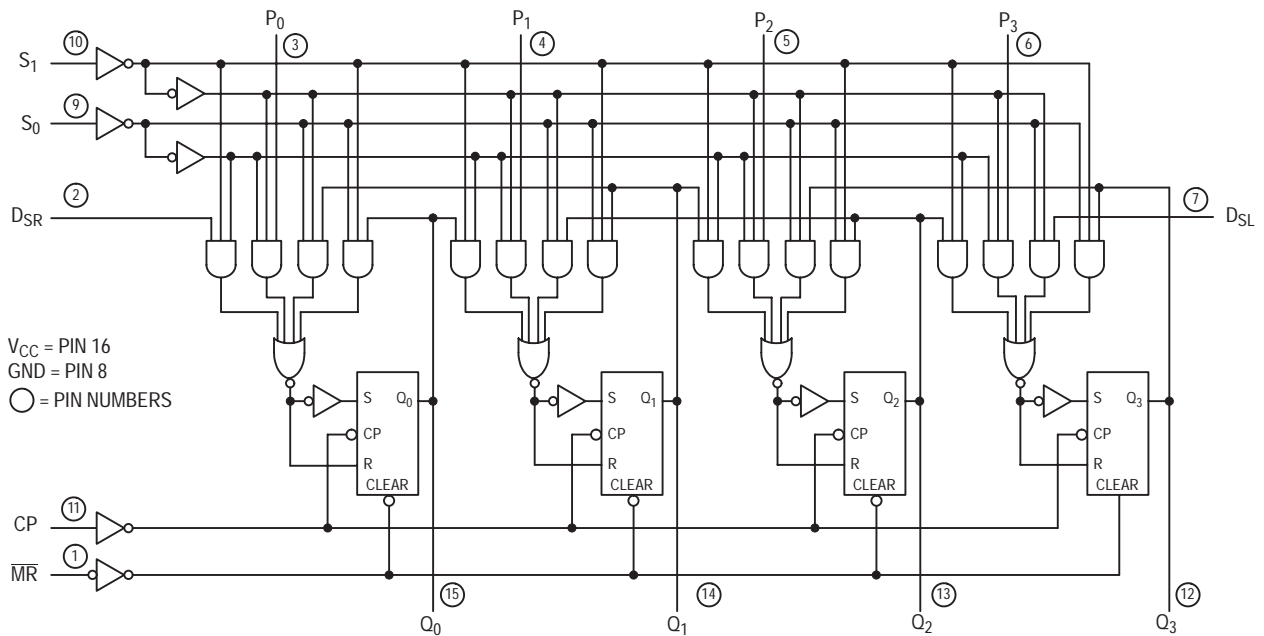 P0 P1 P2 P3
3 4 5 6
S1 10
S0 9
DSR 2
7 DSL
VCC = PIN 16
GND = PIN 8
= PIN NUMBERS
S Q0 S Q1 S Q2 S Q3
CP CP CP CP
R R R R
CLEAR CLEAR CLEAR CLEAR
CP 11
MR 1
15 14 13 12
Q0 Q1 Q2 Q3